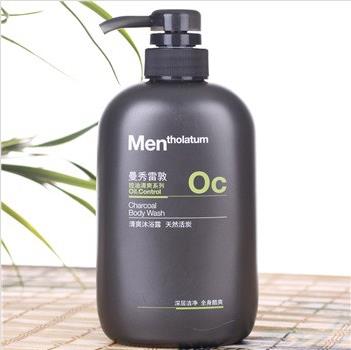 Mentholatum
曼秀雷敦
控油清爽系列
Oil.Control
Oc
Charcoal
Body Wash
清爽沐浴露 天然活炭
深层洁净 全身酷爽